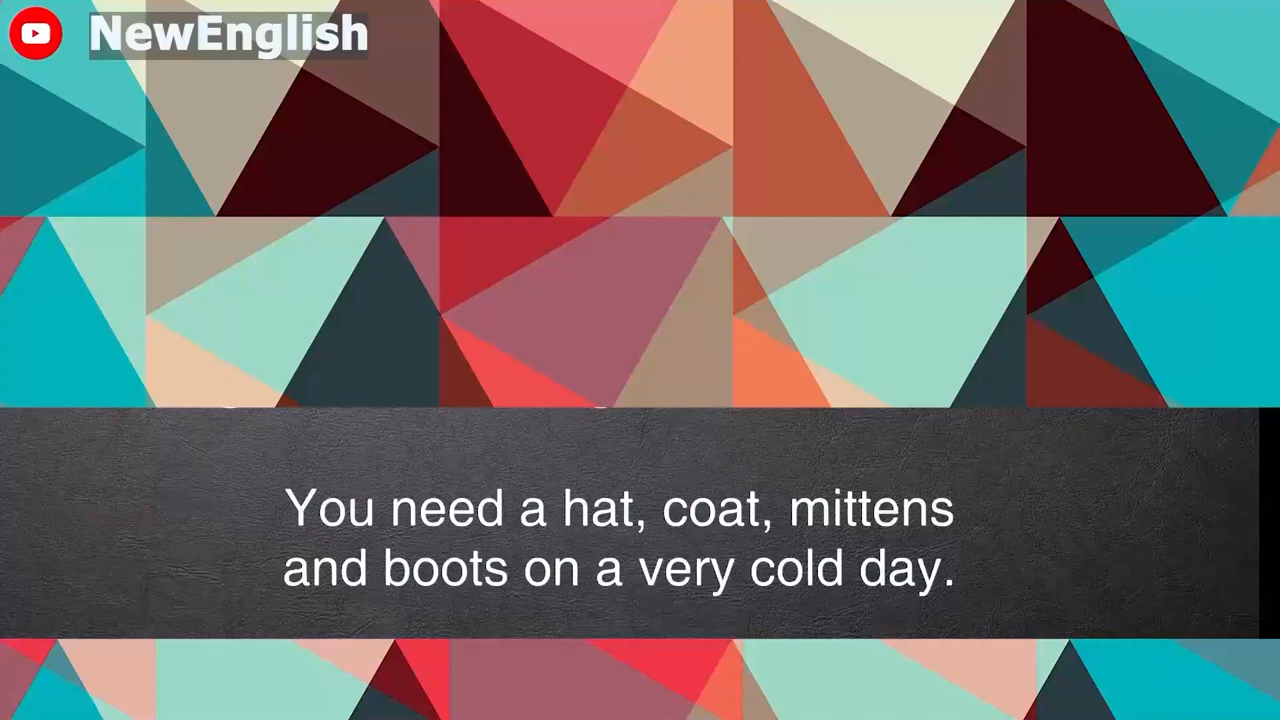 NewEnglish
You need a hat, coat, mittens
and boots on a very cold day.